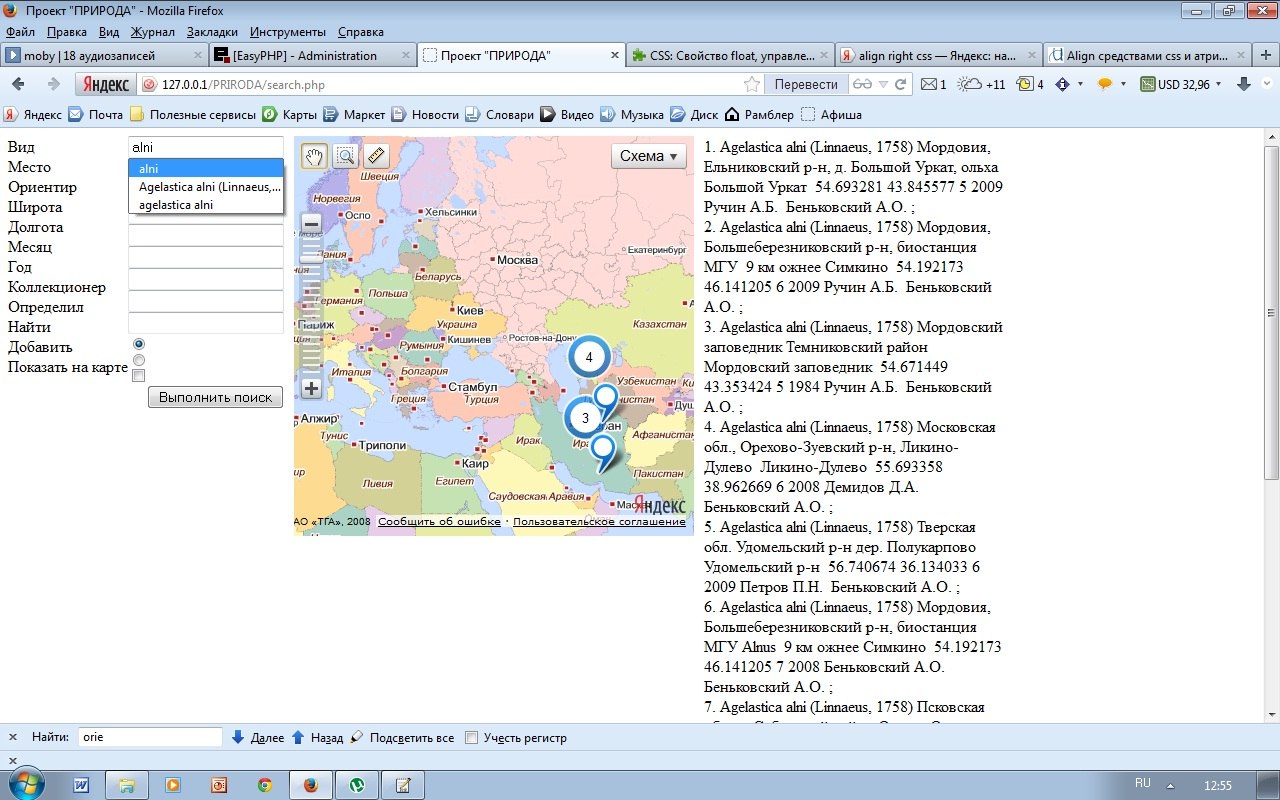 Проект "ПРИРОДА" - Mozilla Firefox
Файл Правка Вид Журнал Закладки Инструменты Справка
moby | 18 аудиозаписей
[EasyPHP] - Administration
Проект "ПРИРОДА"
CSS: Свойство float, управле...
align right css — Яндекс: на...
Align средствами css и атри...
Яндекс 127.0.0.1/PRIRODA/search.php Перевести 1 +11 4 USD 32,96
Яндекс Почта Полезные сервисы Карты Маркет Новости Словари Видео Музыка Диск Рамблер Афиша
Вид alni
Место
Ориентир
Широта
Долгота
Месяц
Год
Коллекционер
Определил
Найти
Добавить
Показать на карте
alni
Agelastica alni (Linnaeus,...
agelastica alni
Выполнить поиск
Схема
Швеция
Норвегия
Осло
Хельсинки
Екатеринбург
Москва
Беларусь
Польша
Германия
Киев
Украина
Париж
Казахстан
Кишинев
Ростов-на-Дону
Румыния
Италия
Болгария
Узбекистан
Стамбул
Греция
Турция
Алжир
Тунис
Триполи
Ирак
Афганистан
Каир
Пакистан
Ливия
Египет
Саудовская Аравия
4
3
Яндекс
АО «ТГА», 2008 Сообщить об ошибке · Пользовательское соглашение
1. Agelastica alni (Linnaeus, 1758) Мордовия,
Ельниковский р-н, д. Большой Уркат, ольха
Большой Уркат 54.693281 43.845577 5 2009
Ручин А.Б. Беньковский А.О. ;
2. Agelastica alni (Linnaeus, 1758) Мордовия,
Большеберезниковский р-н, биостанция
МГУ 9 км ожнее Симкино 54.192173
46.141205 6 2009 Ручин А.Б. Беньковский
А.О. ;
3. Agelastica alni (Linnaeus, 1758) Мордовский
заповедник Темниковский район
Мордовский заповедник 54.671449
43.353424 5 1984 Ручин А.Б. Беньковский
А.О. ;
4. Agelastica alni (Linnaeus, 1758) Московская
обл., Орехово-Зуевский р-н, Ликино-
Дулево Ликино-Дулево 55.693358
38.962669 6 2008 Демидов Д.А.
Беньковский А.О. ;
5. Agelastica alni (Linnaeus, 1758) Тверская
обл. Удомельский р-н дер. Полукарпово
Удомельский р-н 56.740674 36.134033 6
2009 Петров П.Н. Беньковский А.О. ;
6. Agelastica alni (Linnaeus, 1758) Мордовия,
Большеберезниковский р-н, биостанция
МГУ Alnus 9 км ожнее Симкино 54.192173
46.141205 7 2008 Беньковский А.О.
Беньковский А.О. ;
7. Agelastica alni (Linnaeus, 1758) Псковская
Найти: orie Далее Назад Подсветить все Учесть регистр
RU 12:55